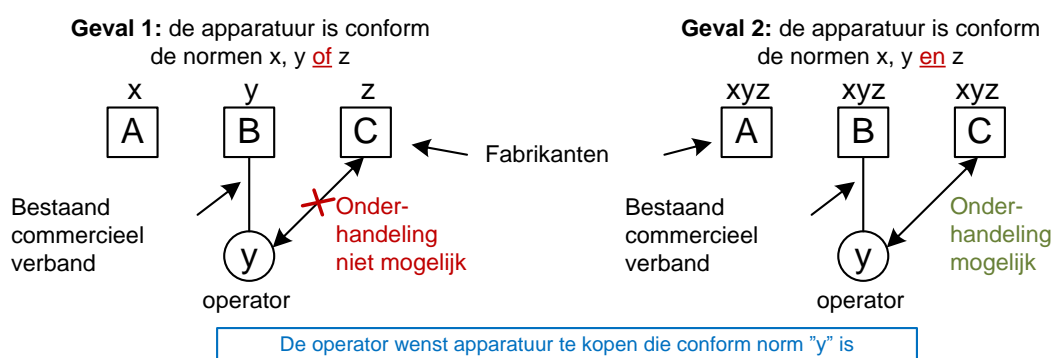 Geval 1: de apparatuur is conform
de normen x, y of z
x y z
A B C
Bestaand
commercieel
verband
Onder-
handeling
niet mogelijk
y
operator
Fabrikanten
Geval 2: de apparatuur is conform
de normen x, y en z
xyz xyz xyz
A B C
Bestaand
commercieel
verband
Onder-
handeling
mogelijk
y
operator
De operator wenst apparatuur te kopen die conform norm ”y” is